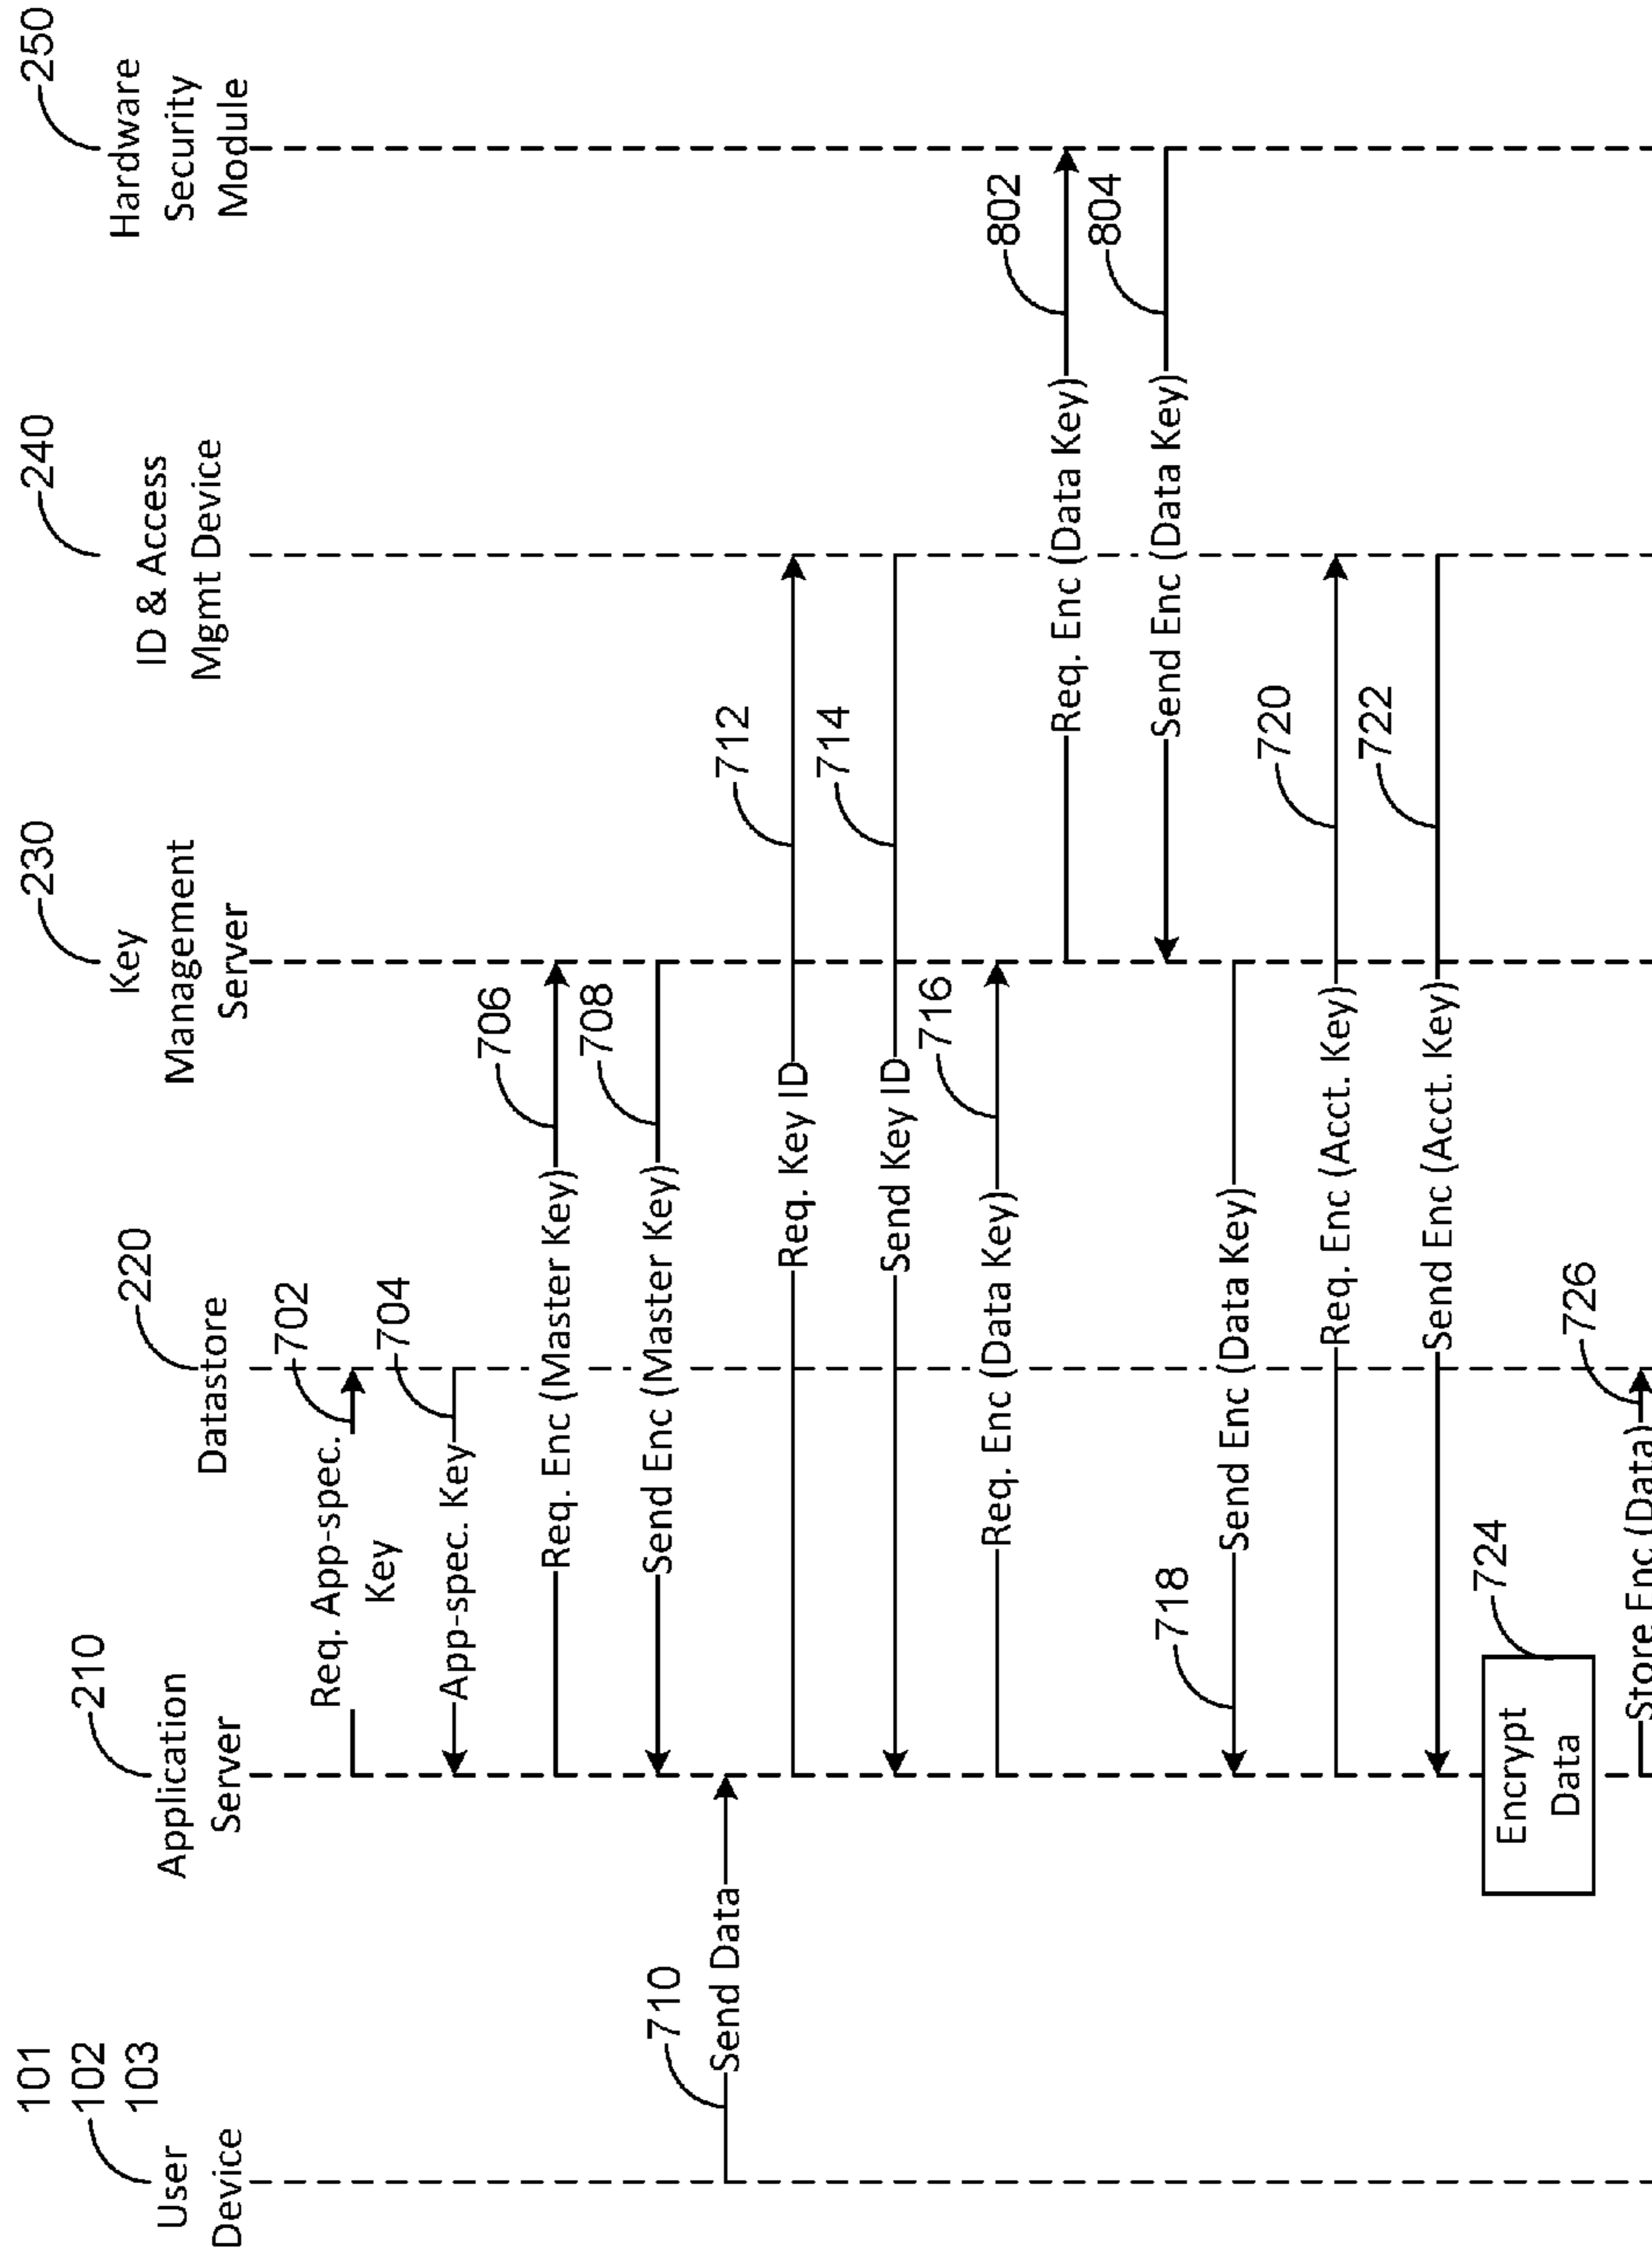 101
102
103
User
Device
210
Application
Server
220
Datastore
230
Key
Management
Server
240
ID & Access
Mgmt Device
250
Hardware
Security
Module
702
Req. App-spec.
Key
704
App-spec. Key
706
Req. Enc (Master Key)
708
Send Enc (Master Key)
710
Send Data
712
Req. Key ID
714
Send Key ID
716
Req. Enc (Data Key)
802
Req. Enc (Data Key)
804
Send Enc (Data Key)
718
Send Enc (Data Key)
720
Req. Enc (Acct. Key)
722
Send Enc (Acct. Key)
724
Encrypt
Data
726
Store Enc (Data)